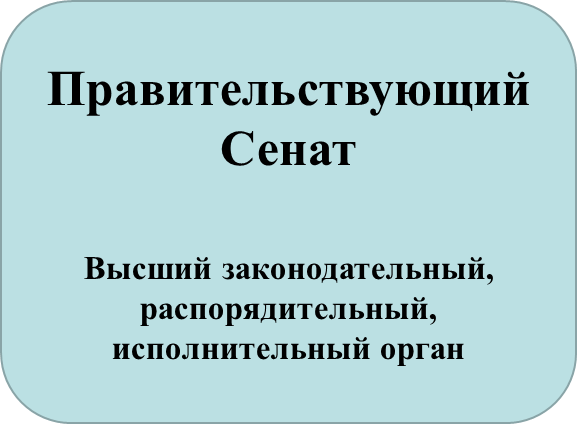 Правительствующий
Сенат
Высший законодательный,
распорядительный,
исполнительный орган